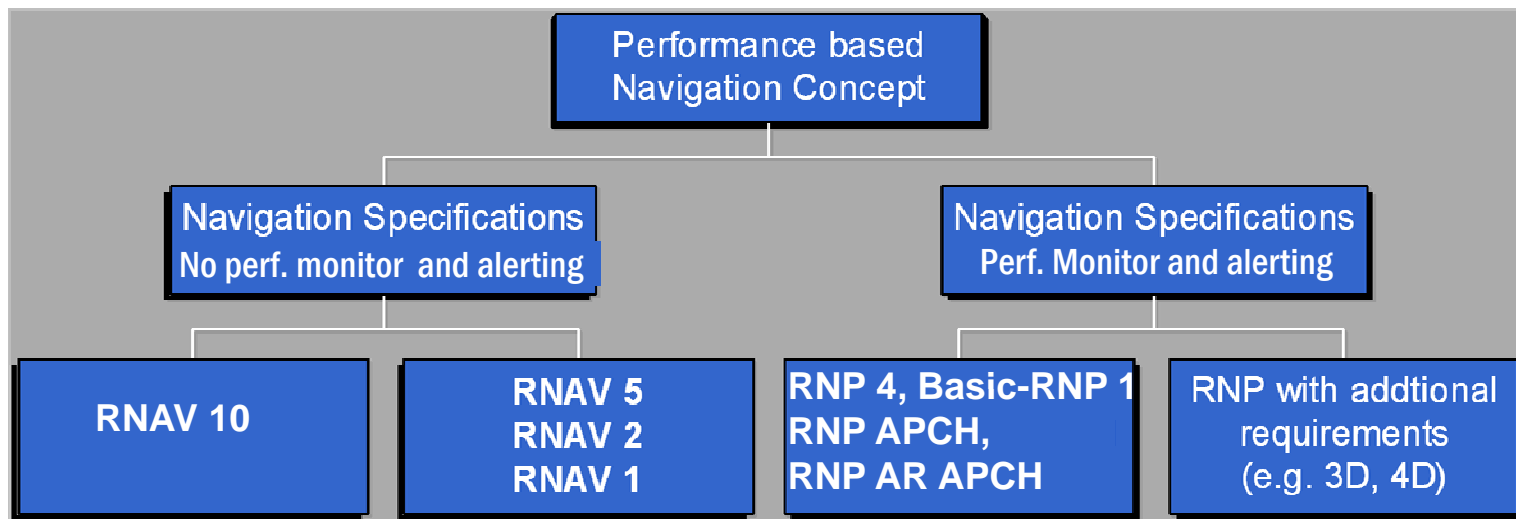 Performance based
Navigation Concept
Navigation Specifications
No perf. monitor and alerting
Navigation Specifications
Perf. Monitor and alerting
RNAV 10
RNAV 5
RNAV 2
RNAV 1
RNP 4, Basic-RNP 1
RNP APCH,
RNP AR APCH
RNP with addtional
requirements
(e.g. 3D, 4D)